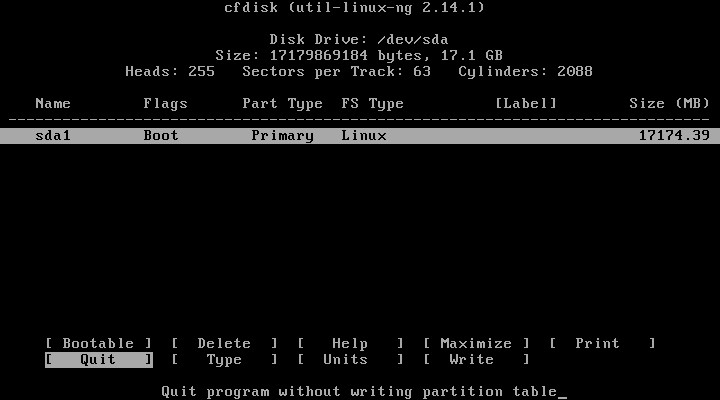 cfdisk (util-linux-ng 2.14.1)
Disk Drive: /dev/sda
Size: 17179869184 bytes, 17.1 GB
Heads: 255   Sectors per Track: 63   Cylinders: 2088
Name   Flags   Part Type   FS Type   [Label]   Size (MB)
sda1   Boot   Primary   Linux   17174.39
[ Bootable ]  [  Delete  ]  [   Help   ]  [ Maximize ]  [  Print   ]
[   Quit   ]  [   Type   ]  [  Units   ]  [  Write   ]
Quit program without writing partition table_